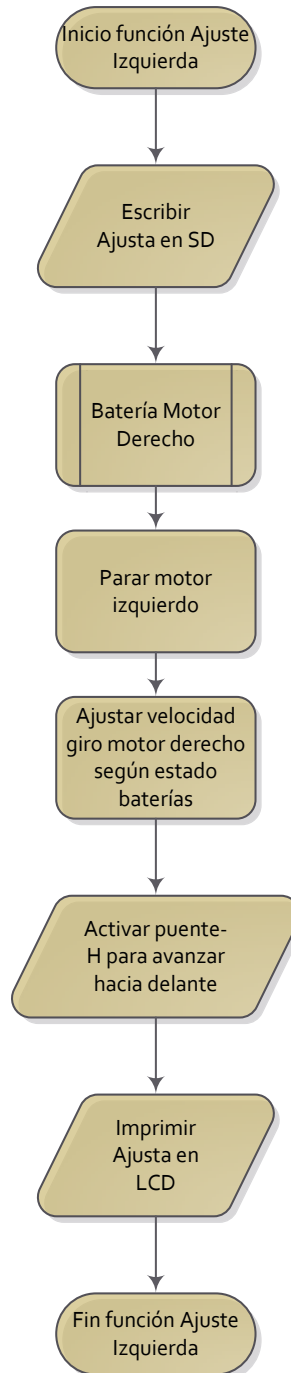 Inicio función Ajuste
Izquierda
Escribir
Ajusta en SD
Batería Motor
Derecho
Parar motor
izquierdo
Ajustar velocidad
giro motor derecho
según estado
baterías
Activar puente-
H para avanzar
hacia delante
Imprimir
Ajusta en
LCD
Fin función Ajuste
Izquierda